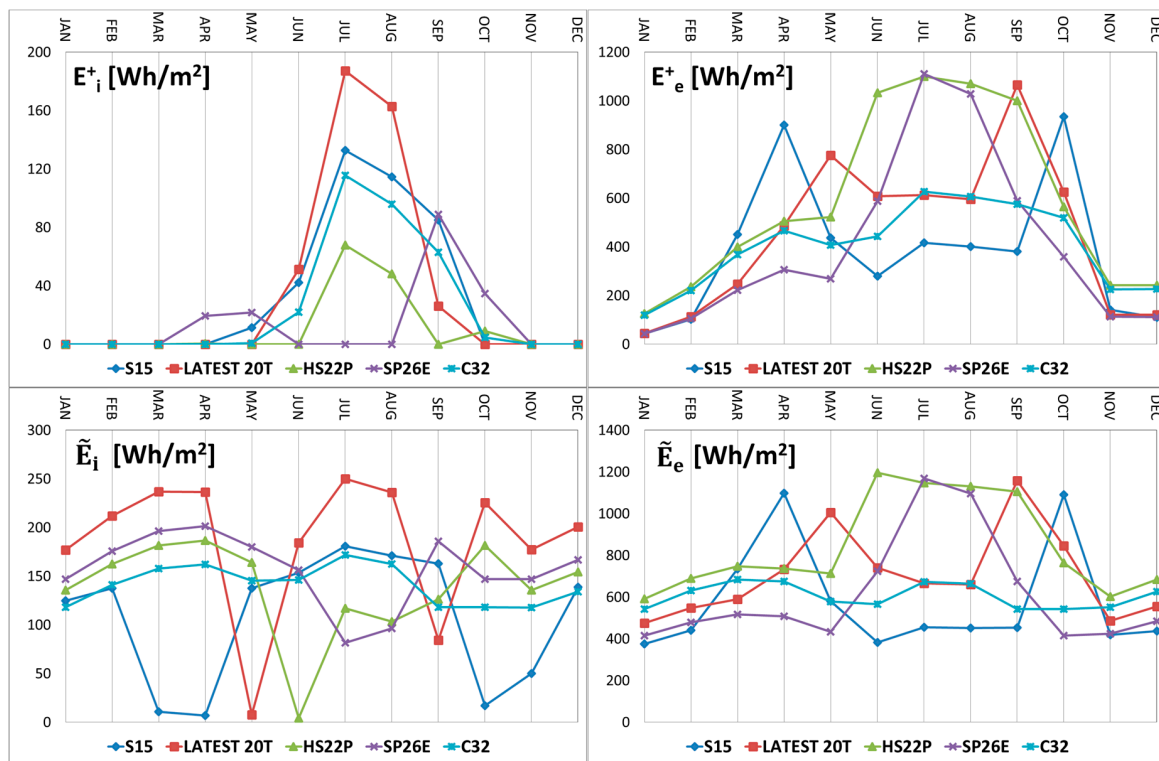 JAN FEB MAR APR MAY JUN JUL AUG SEP OCT NOV DEC
E⁺ᵢ [Wh/m²]
200
160
120
80
40
0
S15 LATEST 20T HS22P SP26E C32
JAN FEB MAR APR MAY JUN JUL AUG SEP OCT NOV DEC
E⁺ₑ [Wh/m²]
1200
1000
800
600
400
200
0
S15 LATEST 20T HS22P SP26E C32
JAN FEB MAR APR MAY JUN JUL AUG SEP OCT NOV DEC
Ẽᵢ [Wh/m²]
300
250
200
150
100
50
0
S15 LATEST 20T HS22P SP26E C32
JAN FEB MAR APR MAY JUN JUL AUG SEP OCT NOV DEC
Ẽₑ [Wh/m²]
1400
1200
1000
800
600
400
200
0
S15 LATEST 20T HS22P SP26E C32